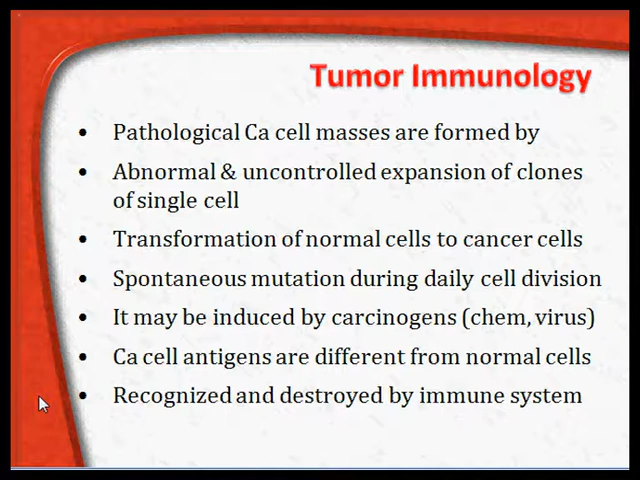 Tumor Immunology
• Pathological Ca cell masses are formed by
• Abnormal & uncontrolled expansion of clones
of single cell
• Transformation of normal cells to cancer cells
• Spontaneous mutation during daily cell division
• It may be induced by carcinogens (chem, virus)
• Ca cell antigens are different from normal cells
• Recognized and destroyed by immune system